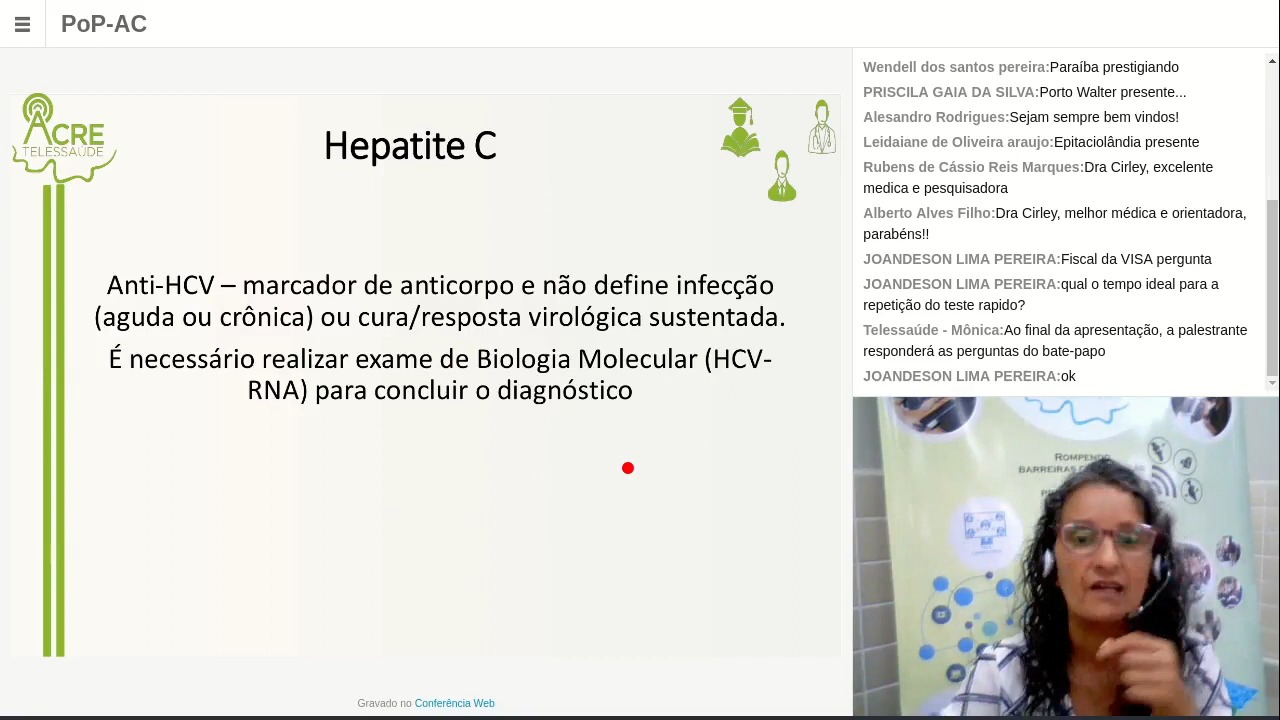 PoP-AC
ACRE
TELESSAÚDE
Hepatite C
Anti-HCV – marcador de anticorpo e não define infecção
(aguda ou crônica) ou cura/resposta virológica sustentada.
É necessário realizar exame de Biologia Molecular (HCV-
RNA) para concluir o diagnóstico
Gravado no Conferência Web
Wendell dos santos pereira:Paraíba prestigiando
PRISCILA GAIA DA SILVA:Porto Walter presente...
Alesandro Rodrigues:Sejam sempre bem vindos!
Leidaiane de Oliveira araujo:Epitaciolândia presente
Rubens de Cássio Reis Marques:Dra Cirley, excelente
medica e pesquisadora
Alberto Alves Filho:Dra Cirley, melhor médica e orientadora,
parabéns!!
JOANDESON LIMA PEREIRA:Fiscal da VISA pergunta
JOANDESON LIMA PEREIRA:qual o tempo ideal para a
repetição do teste rapido?
Telessaúde - Mônica:Ao final da apresentação, a palestrante
responderá as perguntas do bate-papo
JOANDESON LIMA PEREIRA:ok
ROMPENDO
BARREIRAS